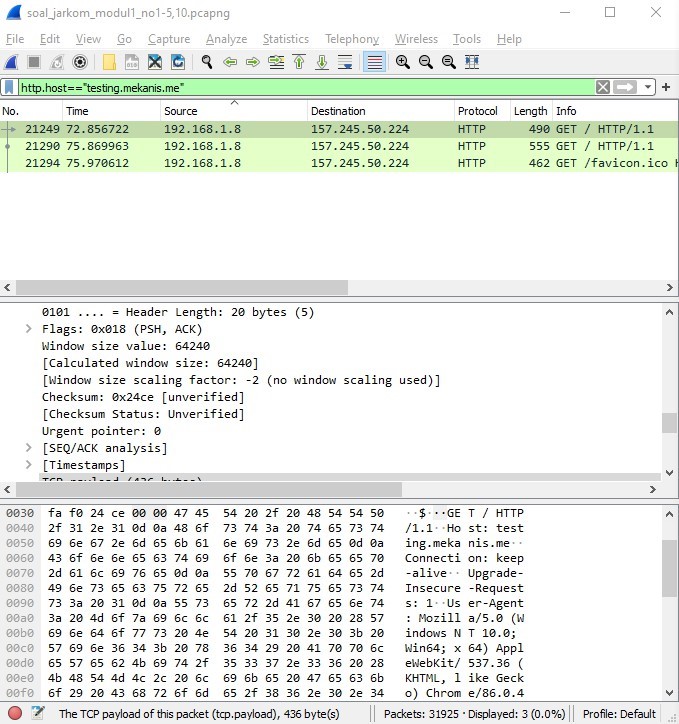 soal_jarkom_modul1_no1-5,10.pcapng
File Edit View Go Capture Analyze Statistics Telephony Wireless Tools Help
http.host=="testing.mekanis.me"
No. Time Source Destination Protocol Length Info
21249 72.856722 192.168.1.8 157.245.50.224 HTTP 490 GET / HTTP/1.1
21290 75.869963 192.168.1.8 157.245.50.224 HTTP 555 GET / HTTP/1.1
21294 75.970612 192.168.1.8 157.245.50.224 HTTP 462 GET /favicon.ico H
0101 .... = Header Length: 20 bytes (5)
Flags: 0x018 (PSH, ACK)
Window size value: 64240
[Calculated window size: 64240]
[Window size scaling factor: -2 (no window scaling used)]
Checksum: 0x24ce [unverified]
[Checksum Status: Unverified]
Urgent pointer: 0
[SEQ/ACK analysis]
[Timestamps]
TCP payload (436 bytes)
0030 fa f0 24 ce 00 00 47 45 54 20 2f 20 48 54 54 50 ··$···GE T / HTTP
0040 2f 31 2e 31 0d 0a 48 6f 73 74 3a 20 74 65 73 74 /1.1··Ho st: test
0050 69 6e 67 2e 6d 65 6b 61 6e 69 73 2e 6d 65 0d 0a ing.meka nis.me··
0060 43 6f 6e 6e 65 63 74 69 6f 6e 3a 20 6b 65 65 70 Connecti on: keep
0070 2d 61 6c 69 76 65 0d 0a 55 70 67 72 61 64 65 2d -alive·· Upgrade-
0080 49 6e 73 65 63 75 72 65 2d 52 65 71 75 65 73 74 Insecure -Request
0090 73 3a 20 31 0d 0a 55 73 65 72 2d 41 67 65 6e 74 s: 1··Us er-Agent
00a0 3a 20 4d 6f 7a 69 6c 6c 61 2f 35 2e 30 20 28 57 : Mozill a/5.0 (W
00b0 69 6e 64 6f 77 73 20 4e 54 20 31 30 2e 30 3b 20 indows N T 10.0;
00c0 57 69 6e 36 34 3b 20 78 36 34 29 20 41 70 70 6c Win64; x 64) Appl
00d0 65 57 65 62 4b 69 74 2f 35 33 37 2e 33 36 20 28 eWebKit/ 537.36 (
00e0 4b 48 54 4d 4c 2c 20 6c 69 6b 65 20 47 65 63 6b KHTML, l ike Geck
00f0 6f 29 20 43 68 72 6f 6d 65 2f 38 36 2e 30 2e 34 o) Chrom e/86.0.4
The TCP payload of this packet (tcp.payload), 436 byte(s) Packets: 31925 · Displayed: 3 (0.0%) Profile: Default